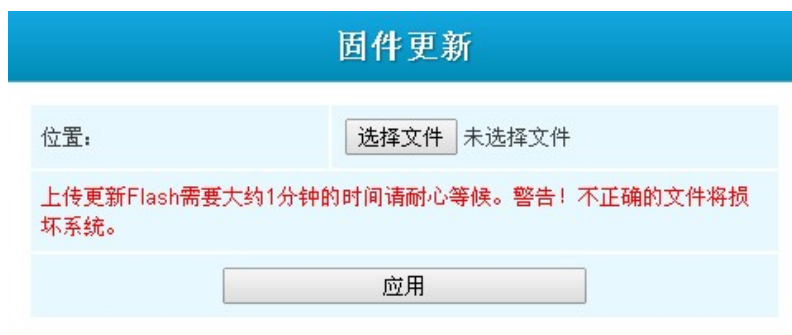 固件更新
位置：
选择文件 未选择文件
上传更新Flash需要大约1分钟的时间请耐心等候。警告！不正确的文件将损
坏系统。
应用